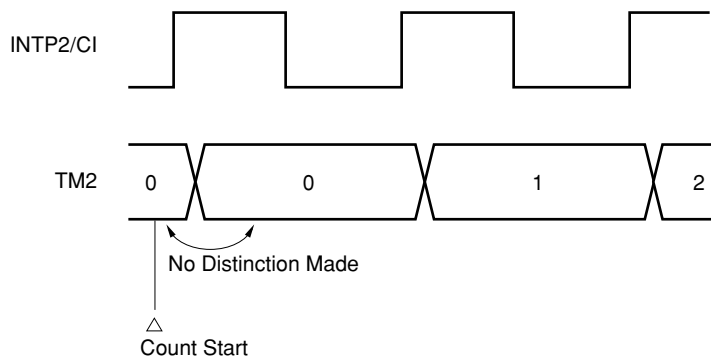 INTP2/CI
TM2 0 0 1 2
No Distinction Made
Count Start